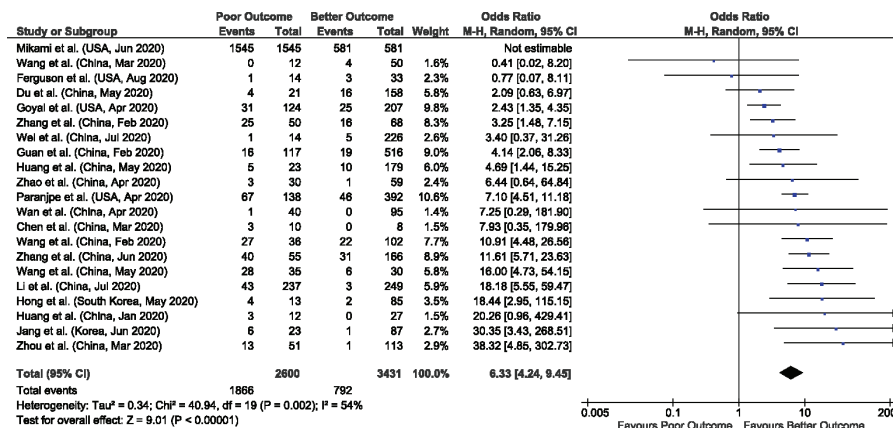 Poor Outcome Better Outcome Odds Ratio Odds Ratio
Study or Subgroup Events Total Events Total Weight M-H, Random, 95% CI M-H, Random, 95% CI
Mikami et al. (USA, Jun 2020) 1545 1545 581 581 Not estimable
Wang et al. (China, Mar 2020) 0 12 4 50 1.6% 0.41 [0.02, 8.20]
Ferguson et al. (USA, Aug 2020) 1 14 3 33 2.4% 0.77 [0.07, 8.11]
Du et al. (China, May 2020) 4 21 16 158 5.9% 2.09 [0.63, 6.97]
Goyal et al. (USA, Apr 2020) 31 124 25 207 9.8% 2.43 [1.35, 4.35]
Zhang et al. (China, Feb 2020) 25 50 16 68 8.5% 3.25 [1.48, 7.15]
Wei et al. (China, Jul 2020) 1 14 5 226 2.7% 3.40 [0.37, 31.26]
Guan et al. (China, Feb 2020) 16 117 19 516 9.0% 4.14 [2.06, 8.33]
Huang et al. (China, May 2020) 5 23 10 179 6.0% 4.69 [1.44, 15.25]
Zhao et al. (China, Apr 2020) 3 30 1 59 2.5% 6.44 [0.64, 64.84]
Paranjpe et al. (USA, Apr 2020) 67 138 46 392 10.6% 7.10 [4.51, 11.18]
Wan et al. (China, Apr 2020) 1 40 0 95 1.4% 7.25 [0.29, 181.90]
Chen et al. (China, Mar 2020) 3 10 0 8 1.5% 7.93 [0.35, 179.96]
Wang et al. (China, Feb 2020) 27 36 22 102 7.7% 10.91 [4.48, 26.56]
Zhang et al. (China, Jun 2020) 40 55 31 166 8.9% 11.61 [5.71, 23.63]
Wang et al. (China, May 2020) 28 35 6 30 5.8% 16.00 [4.73, 54.15]
Li et al. (China, Jul 2020) 43 237 3 249 6.0% 18.18 [5.55, 59.47]
Hong et al. (South Korea, May 2020) 4 13 2 85 3.5% 18.44 [2.95, 115.15]
Huang et al. (China, Jan 2020) 3 12 0 27 1.5% 20.26 [0.96, 429.41]
Jang et al. (Korea, Jun 2020) 6 23 1 87 2.7% 30.35 [3.43, 268.51]
Zhou et al. (China, Mar 2020) 13 51 1 113 2.9% 38.32 [4.85, 302.73]
Total (95% CI) 2600 3431 100.0% 6.33 [4.24, 9.45]
Total events 1866 792
Heterogeneity: Tau² = 0.34; Chi² = 40.94, df = 19 (P = 0.002); I² = 54%
Test for overall effect: Z = 9.01 (P < 0.00001)
0.005 0.1 1 10 200
Favours Poor Outcome Favours Better Outcome